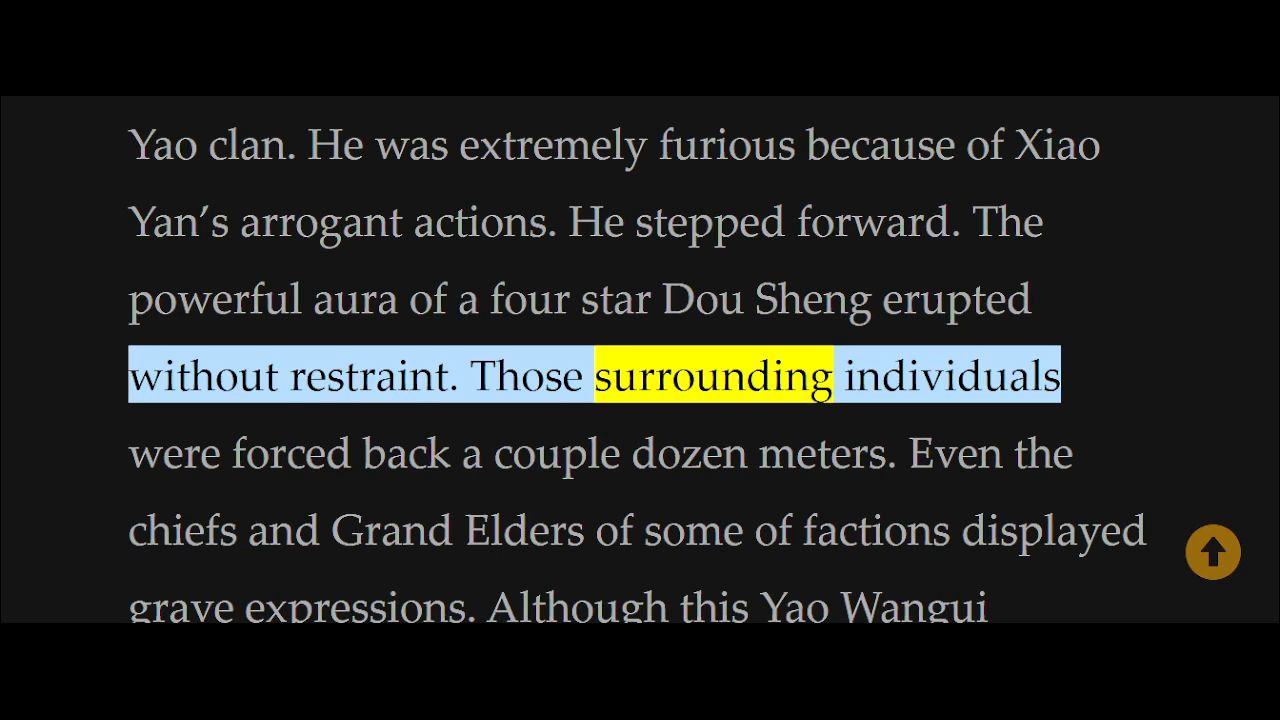 Yao clan. He was extremely furious because of Xiao
Yan’s arrogant actions. He stepped forward. The
powerful aura of a four star Dou Sheng erupted
without restraint. Those surrounding individuals
were forced back a couple dozen meters. Even the
chiefs and Grand Elders of some of factions displayed
grave expressions. Although this Yao Wangui